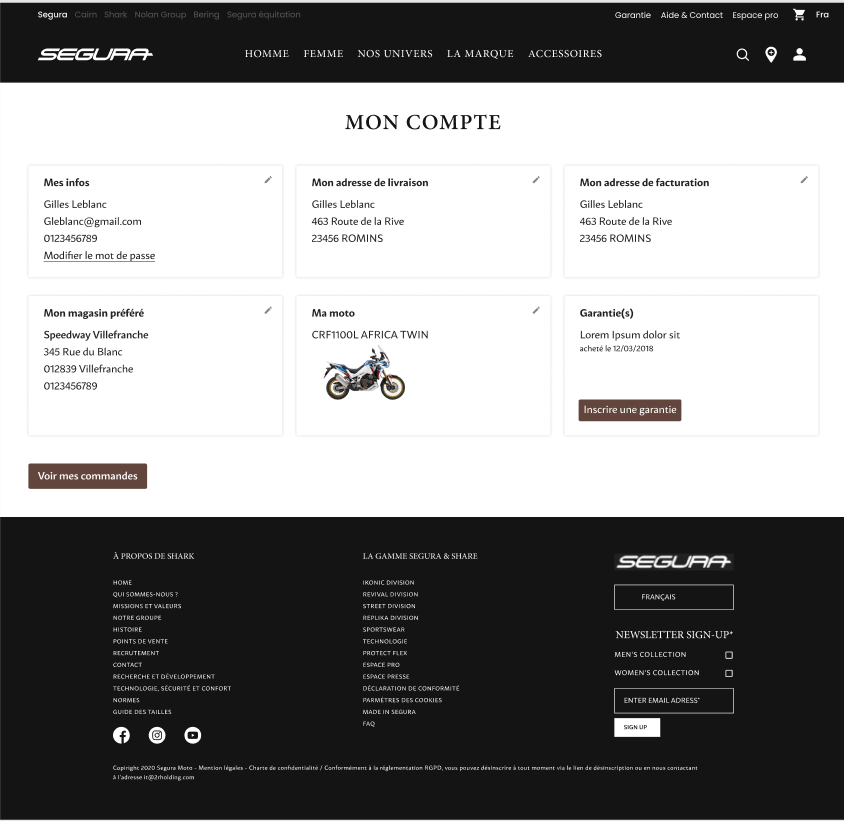 Segura Cairn Shark Nolan Group Bering Segura équitation
Garantie Aide & Contact Espace pro Fra
SEGURA
HOMME FEMME NOS UNIVERS LA MARQUE ACCESSOIRES
MON COMPTE
Mes infos
Gilles Leblanc
Gleblanc@gmail.com
0123456789
Modifier le mot de passe
Mon adresse de livraison
Gilles Leblanc
463 Route de la Rive
23456 ROMINS
Mon adresse de facturation
Gilles Leblanc
463 Route de la Rive
23456 ROMINS
Mon magasin préféré
Speedway Villefranche
345 Rue du Blanc
012839 Villefranche
0123456789
Ma moto
CRF1100L AFRICA TWIN
Garantie(s)
Lorem Ipsum dolor sit
acheté le 12/03/2018
Inscrire une garantie
Voir mes commandes
À PROPOS DE SHARK
HOME
QUI SOMMES-NOUS ?
MISSIONS ET VALEURS
NOTRE GROUPE
HISTOIRE
POINTS DE VENTE
RECRUTEMENT
CONTACT
RECHERCHE ET DÉVELOPPEMENT
TECHNOLOGIE, SÉCURITÉ ET CONFORT
NORMES
GUIDE DES TAILLES
LA GAMME SEGURA & SHARE
IKONIC DIVISION
REVIVAL DIVISION
STREET DIVISION
REPLIKA DIVISION
SPORTSWEAR
TECHNOLOGIE
PROTECT FLEX
ESPACE PRO
ESPACE PRESSE
DÉCLARATION DE CONFORMITÉ
PARMÈTRES DES COOKIES
MADE IN SEGURA
FAQ
SEGURA
FRANÇAIS
NEWSLETTER SIGN-UP*
MEN'S COLLECTION
WOMEN'S COLLECTION
ENTER EMAIL ADRESS*
SIGN UP
Copiright 2020 Segura Moto - Mention légales - Charte de confidentialité / Conformément à la réglementation RGPD, vous pouvez désinscrire à tout moment via le lien de désinscription ou en nous contactant
à l'adresse it@2rholding.com